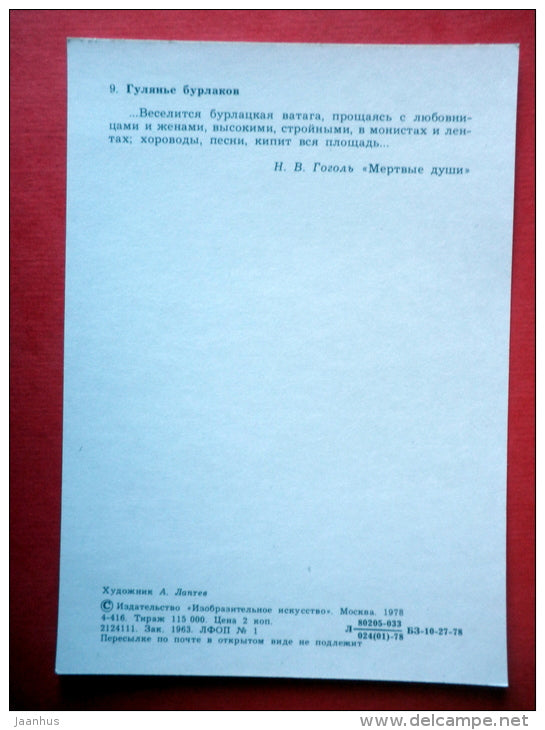 9. Гулянье бурлаков
...Веселится бурлацкая ватага, прощаясь с любовни-
цами и женами, высокими, стройными, в монистах и лен-
тах; хороводы, песни, кипит вся площадь...
Н. В. Гоголь «Мертвые души»
Художник А. Лаптев
© Издательство «Изобразительное искусство». Москва. 1978
4-416. Тираж 115 000. Цена 2 коп.
2124111. Зак. 1963. ЛФОП № 1
Л 80205-033 БЗ-10-27-78
024(01)-78
Пересылке по почте в открытом виде не подлежит
jaanhus
www.delcampe.net